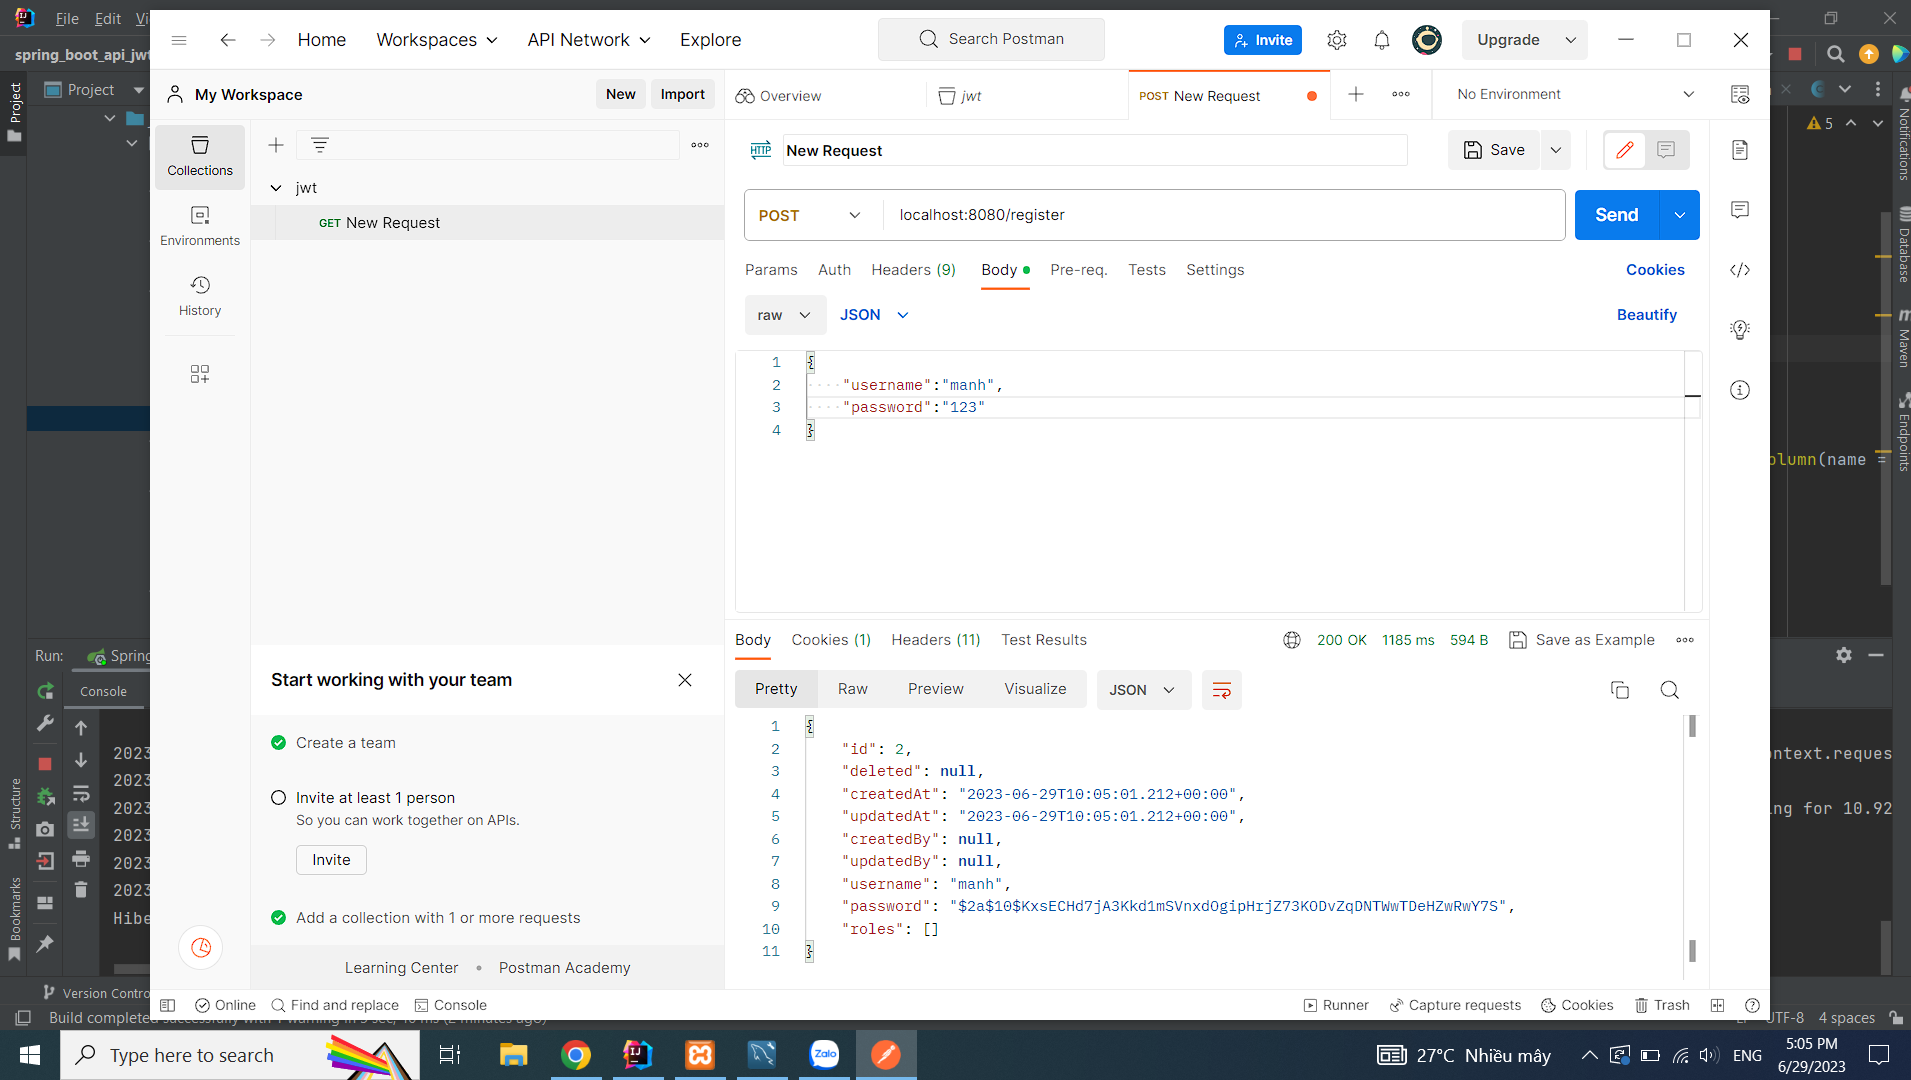 File Edit Vi
spring_boot_api_jwt
Home Workspaces API Network Explore
Search Postman
Invite
Upgrade
Project
Project
My Workspace
New Import
Overview
jwt
POST New Request
No Environment
5
Notifications
Database
Maven
Endpoints
Collections
Environments
History
jwt
GET New Request
HTTP New Request
Save
POST localhost:8080/register
Send
Params Auth Headers (9) Body Pre-req. Tests Settings Cookies
raw JSON Beautify
1 {
2 "username":"manh",
3 "password":"123"
4 }
olumn(name =
Run: Spring
Console
2023
2023
2023
2023
2023
2023
Hibe
ntext.reques
ng for 10.92
Structure
Bookmarks
Start working with your team
Create a team
Invite at least 1 person
So you can work together on APIs.
Invite
Add a collection with 1 or more requests
Learning Center • Postman Academy
Body Cookies (1) Headers (11) Test Results
200 OK 1185 ms 594 B Save as Example
Pretty Raw Preview Visualize JSON
1 {
2 "id": 2,
3 "deleted": null,
4 "createdAt": "2023-06-29T10:05:01.212+00:00",
5 "updatedAt": "2023-06-29T10:05:01.212+00:00",
6 "createdBy": null,
7 "updatedBy": null,
8 "username": "manh",
9 "password": "$2a$10$KxsECHd7jA3Kkd1mSVnxdOgipHrjZ73KODvZqDNTWwTDeHZwRwY7S",
10 "roles": []
11 }
Version Contro
Online Find and replace Console
Runner Capture requests Cookies Trash
Build completed successfully with 1 warning in
UTF-8 4 spaces
Type here to search
Zalo
27°C Nhiều mây
ENG
5:05 PM
6/29/2023